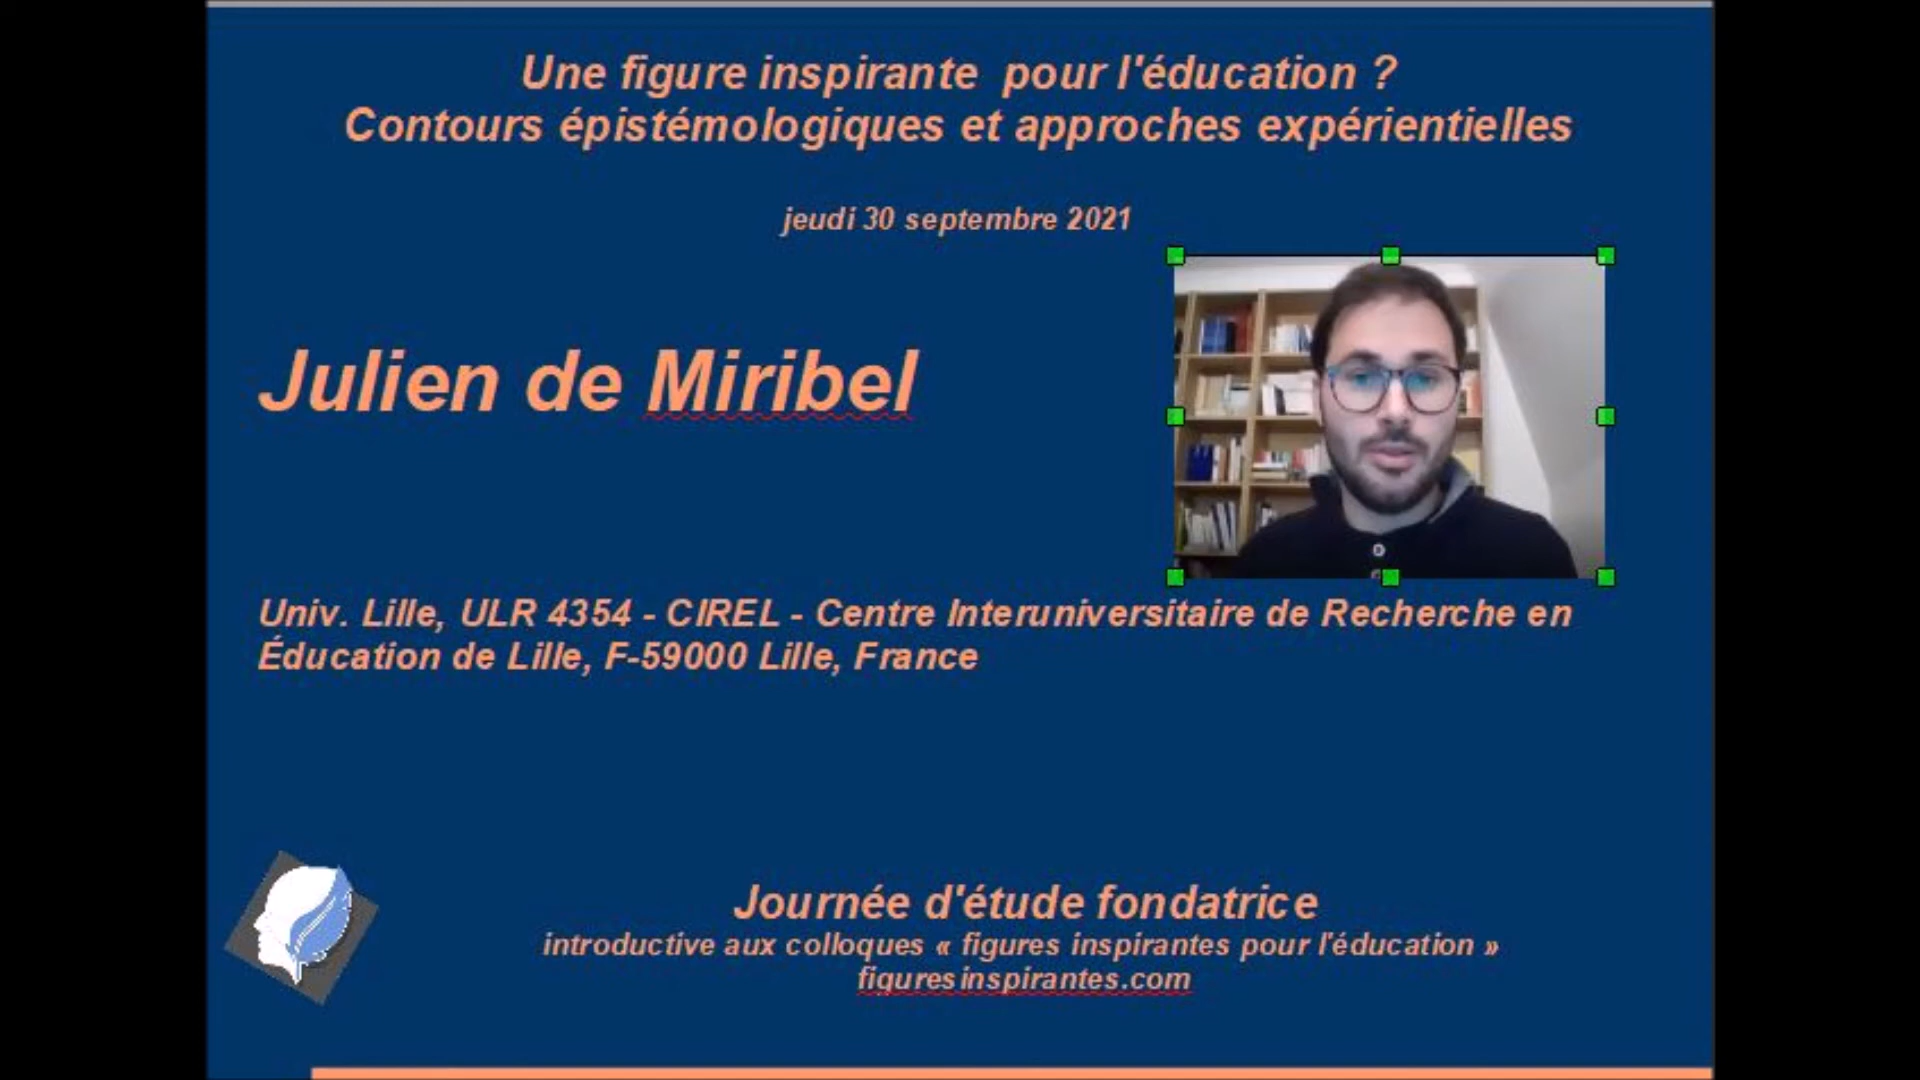 Une figure inspirante pour l'éducation ?
Contours épistémologiques et approches expérientielles
jeudi 30 septembre 2021
Julien de Miribel
Univ. Lille, ULR 4354 - CIREL - Centre Interuniversitaire de Recherche en
Éducation de Lille, F-59000 Lille, France
Journée d'étude fondatrice
introductive aux colloques « figures inspirantes pour l'éducation »
figuresinspirantes.com